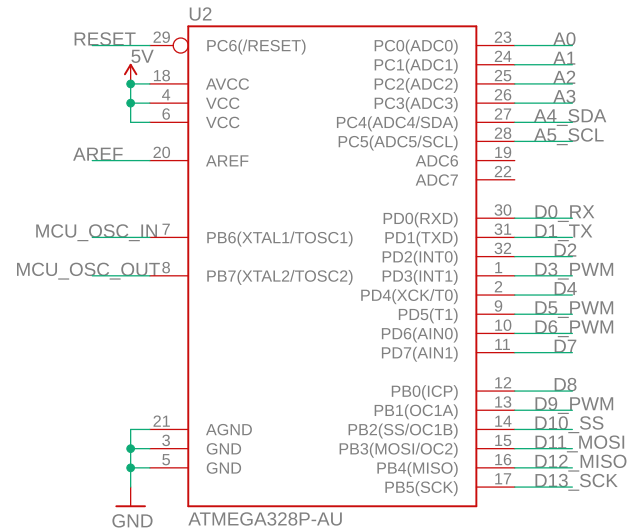 U2
RESET 29 PC6(/RESET) PC0(ADC0) 23 A0
5V PC1(ADC1) 24 A1
18 AVCC PC2(ADC2) 25 A2
4 VCC PC3(ADC3) 26 A3
6 VCC PC4(ADC4/SDA) 27 A4_SDA
PC5(ADC5/SCL) 28 A5_SCL
AREF 20 AREF ADC6 19
ADC7 22
PD0(RXD) 30 D0_RX
MCU_OSC_IN 7 PB6(XTAL1/TOSC1) PD1(TXD) 31 D1_TX
PD2(INT0) 32 D2
MCU_OSC_OUT 8 PB7(XTAL2/TOSC2) PD3(INT1) 1 D3_PWM
PD4(XCK/T0) 2 D4
PD5(T1) 9 D5_PWM
PD6(AIN0) 10 D6_PWM
PD7(AIN1) 11 D7
PB0(ICP) 12 D8
PB1(OC1A) 13 D9_PWM
21 AGND PB2(SS/OC1B) 14 D10_SS
3 GND PB3(MOSI/OC2) 15 D11_MOSI
5 GND PB4(MISO) 16 D12_MISO
PB5(SCK) 17 D13_SCK
GND ATMEGA328P-AU